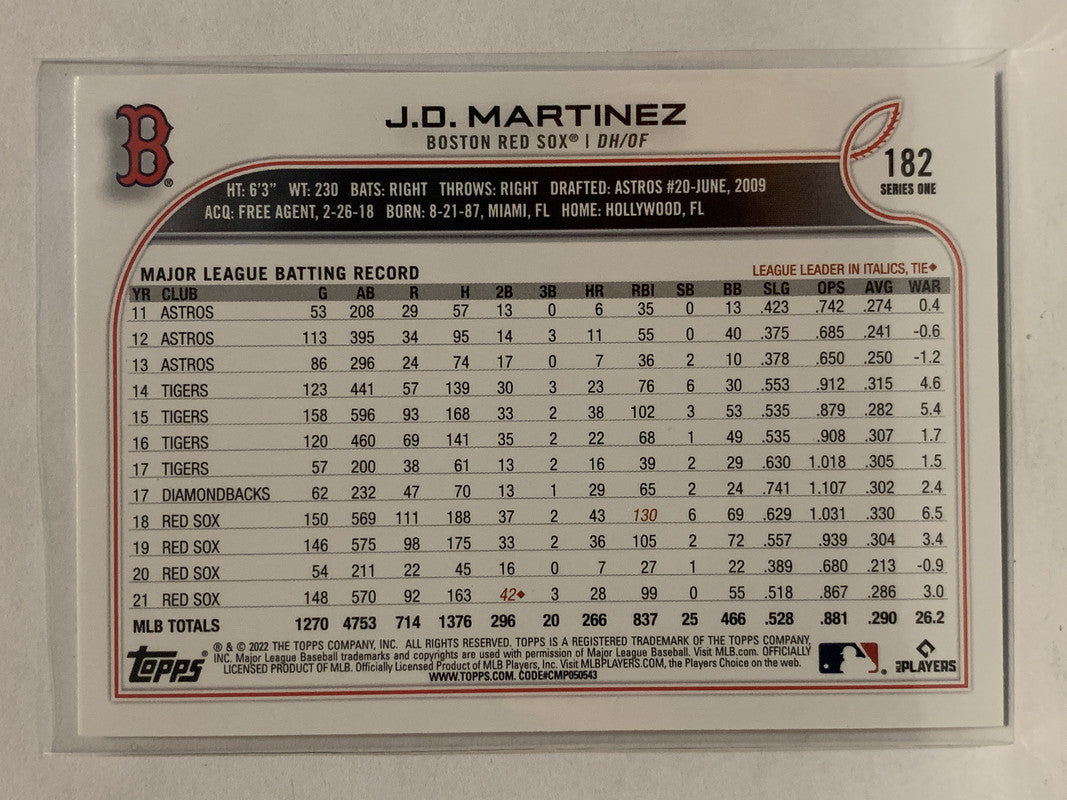 B®
J.D. MARTINEZ
BOSTON RED SOX® | DH/OF
182
SERIES ONE
HT: 6'3" WT: 230 BATS: RIGHT THROWS: RIGHT DRAFTED: ASTROS #20-JUNE, 2009
ACQ: FREE AGENT, 2-26-18 BORN: 8-21-87, MIAMI, FL HOME: HOLLYWOOD, FL
MAJOR LEAGUE BATTING RECORD LEAGUE LEADER IN ITALICS, TIE◆
YR CLUB G AB R H 2B 3B HR RBI SB BB SLG OPS AVG WAR
11 ASTROS 53 208 29 57 13 0 6 35 0 13 .423 .742 .274 0.4
12 ASTROS 113 395 34 95 14 3 11 55 0 40 .375 .685 .241 -0.6
13 ASTROS 86 296 24 74 17 0 7 36 2 10 .378 .650 .250 -1.2
14 TIGERS 123 441 57 139 30 3 23 76 6 30 .553 .912 .315 4.6
15 TIGERS 158 596 93 168 33 2 38 102 3 53 .535 .879 .282 5.4
16 TIGERS 120 460 69 141 35 2 22 68 1 49 .535 .908 .307 1.7
17 TIGERS 57 200 38 61 13 2 16 39 2 29 .630 1.018 .305 1.5
17 DIAMONDBACKS 62 232 47 70 13 1 29 65 2 24 .741 1.107 .302 2.4
18 RED SOX 150 569 111 188 37 2 43 130 6 69 .629 1.031 .330 6.5
19 RED SOX 146 575 98 175 33 2 36 105 2 72 .557 .939 .304 3.4
20 RED SOX 54 211 22 45 16 0 7 27 1 22 .389 .680 .213 -0.9
21 RED SOX 148 570 92 163 42◆ 3 28 99 0 55 .518 .867 .286 3.0
MLB TOTALS 1270 4753 714 1376 296 20 266 837 25 466 .528 .881 .290 26.2
Topps®
® & © 2022 THE TOPPS COMPANY, INC. ALL RIGHTS RESERVED. TOPPS IS A REGISTERED TRADEMARK OF THE TOPPS COMPANY,
INC. Major League Baseball trademarks and copyrights are used with permission of Major League Baseball. Visit MLB.com. OFFICIALLY
LICENSED PRODUCT OF MLB. Officially Licensed Product of MLB Players, Inc. Visit MLBPLAYERS.COM, the Players Choice on the web.
WWW.TOPPS.COM. CODE#CMP050543
MLB PLAYERS